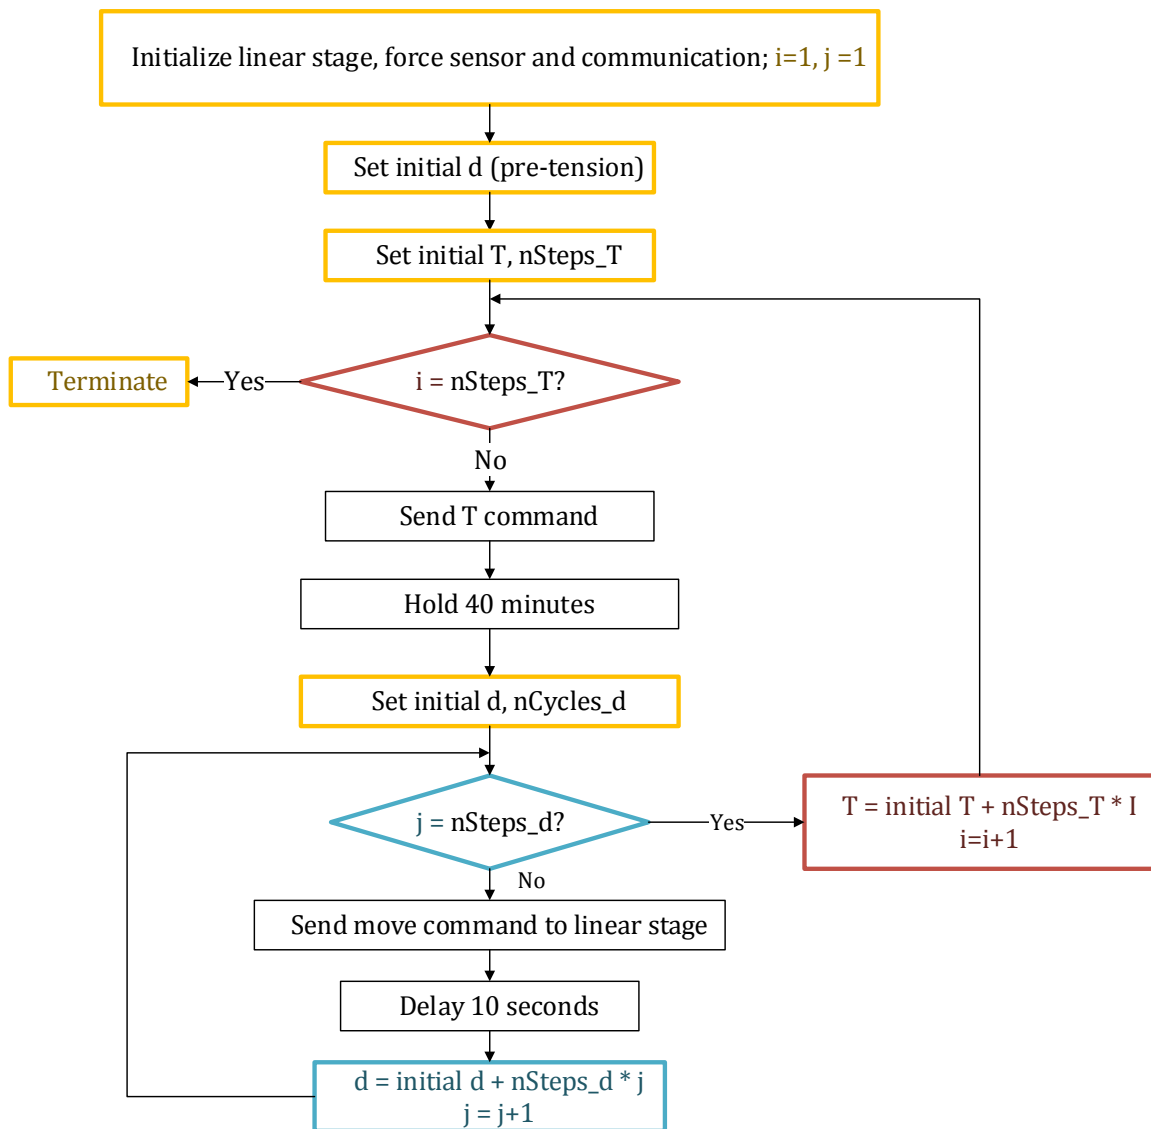 Initialize linear stage, force sensor and communication; i=1, j =1
Set initial d (pre-tension)
Set initial T, nSteps_T
i = nSteps_T?
Yes
Terminate
No
Send T command
Hold 40 minutes
Set initial d, nCycles_d
j = nSteps_d?
Yes
T = initial T + nSteps_T * I
i=i+1
No
Send move command to linear stage
Delay 10 seconds
d = initial d + nSteps_d * j
j = j+1